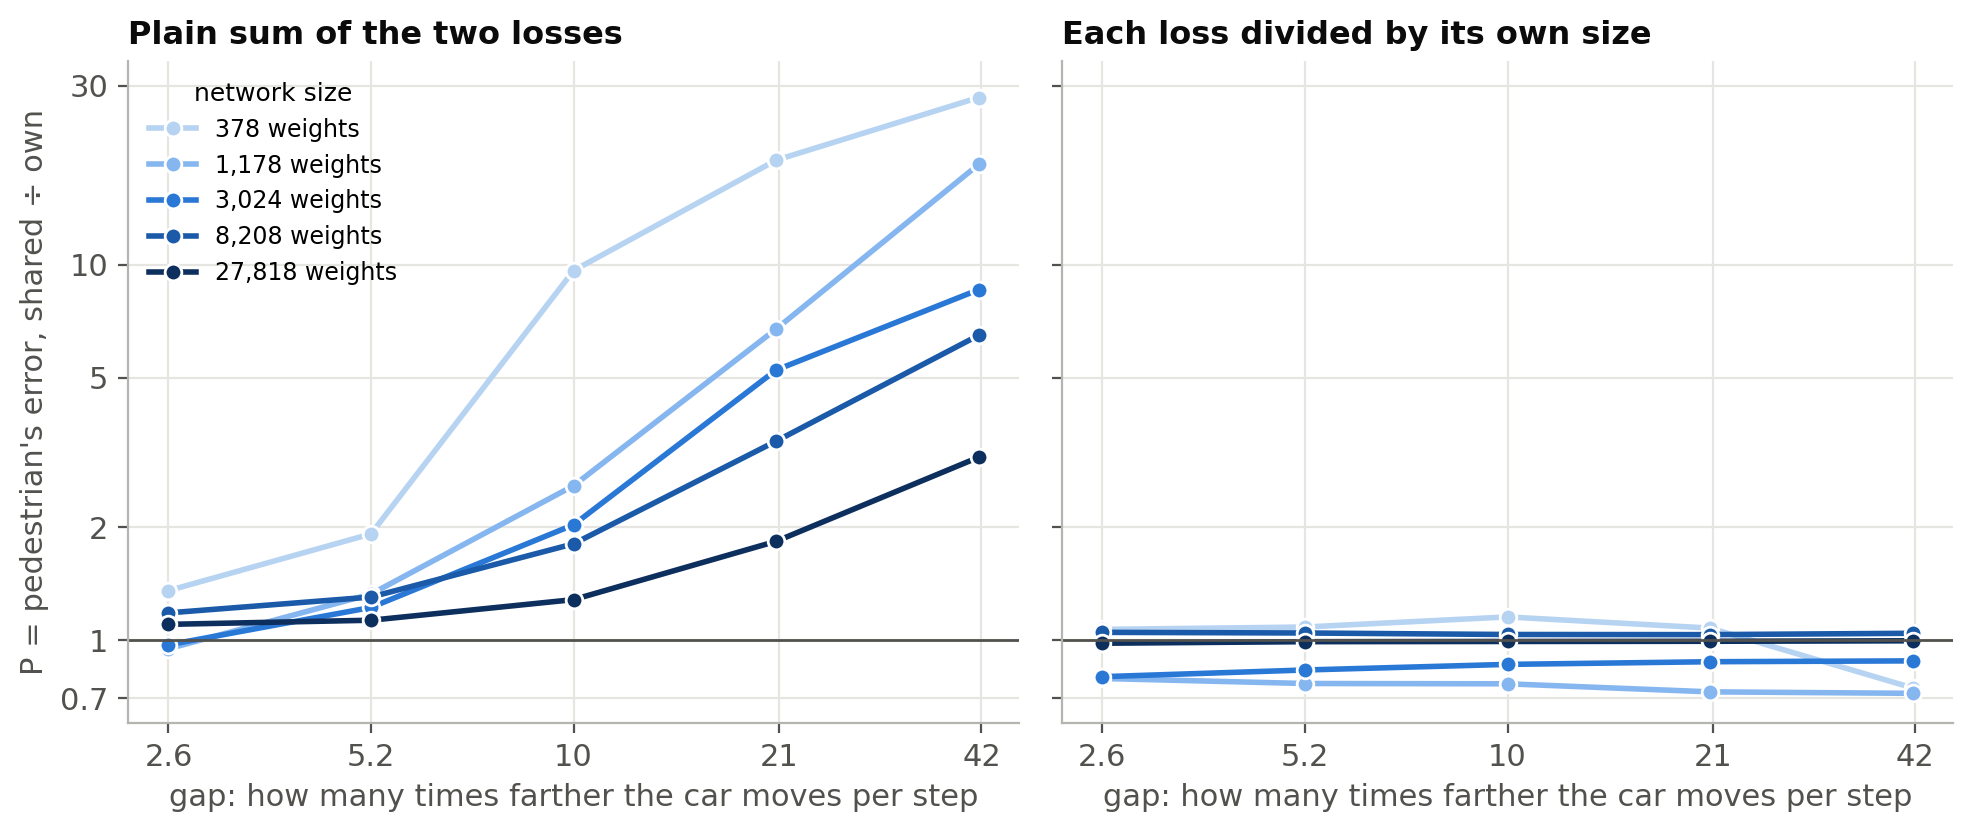 Plain sum of the two losses
Each loss divided by its own size
P = pedestrian's error, shared ÷ own
30
10
5
2
1
0.7
network size
378 weights
1,178 weights
3,024 weights
8,208 weights
27,818 weights
2.6 5.2 10 21 42
gap: how many times farther the car moves per step
2.6 5.2 10 21 42
gap: how many times farther the car moves per step